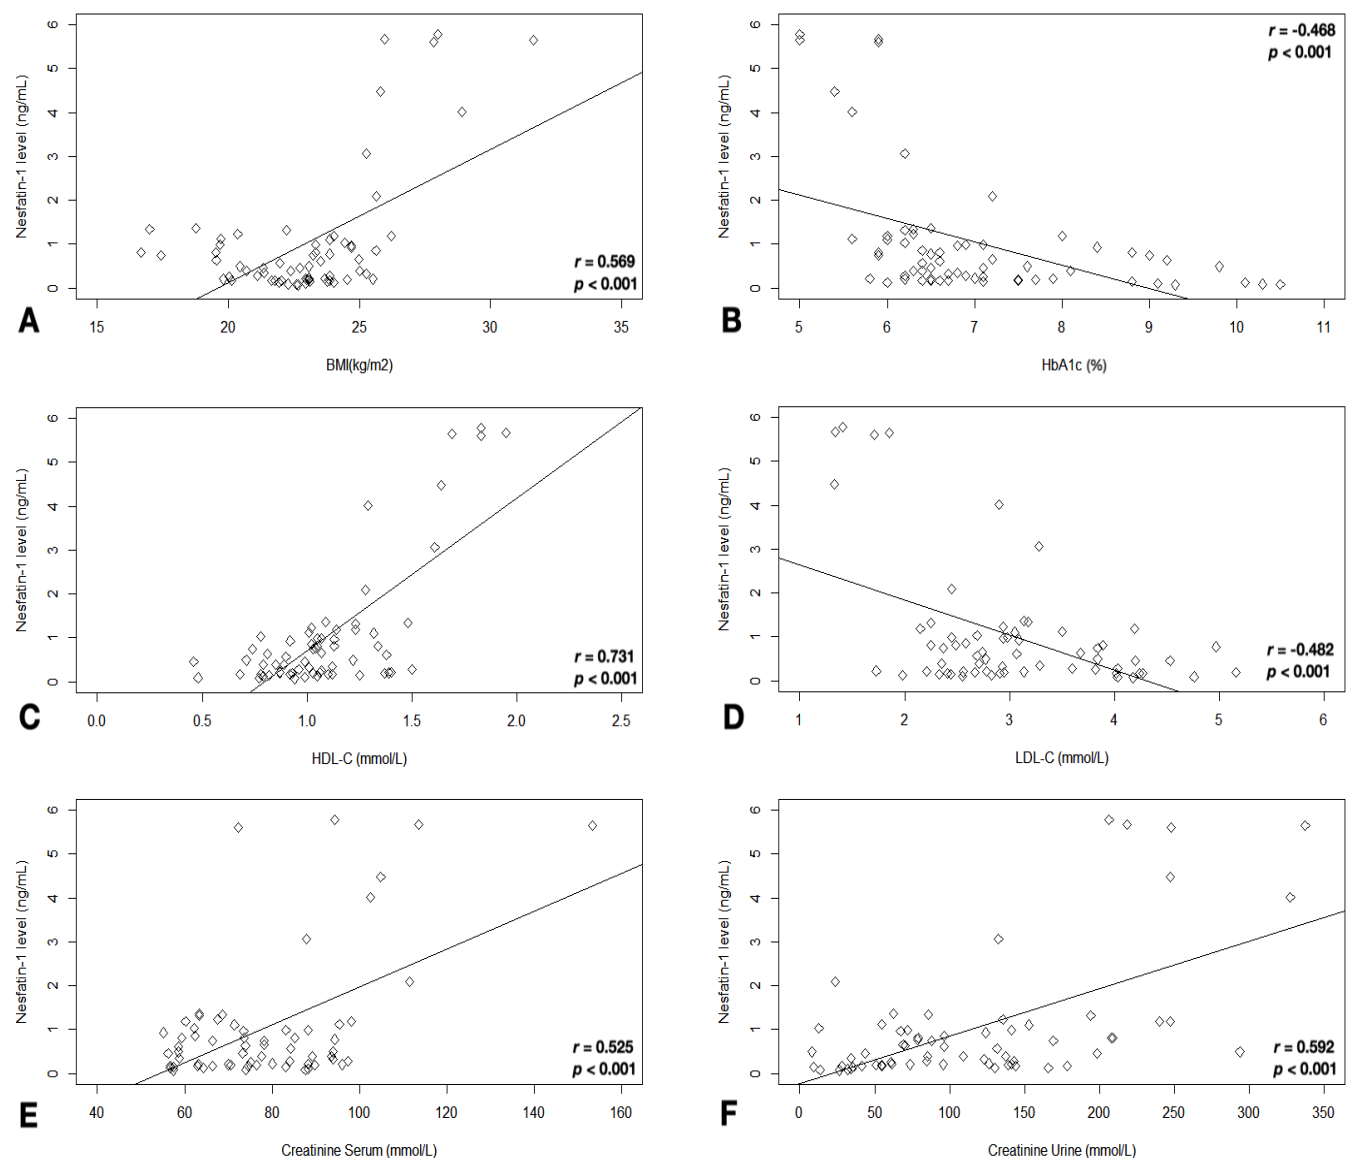 Nesfatin-1 level (ng/mL)
0 1 2 3 4 5 6
15 20 25 30 35
BMI(kg/m2)
r = 0.569
p < 0.001
A
Nesfatin-1 level (ng/mL)
0 1 2 3 4 5 6
5 6 7 8 9 10 11
HbA1c (%)
r = -0.468
p < 0.001
B
Nesfatin-1 level (ng/mL)
0 1 2 3 4 5 6
0.0 0.5 1.0 1.5 2.0 2.5
HDL-C (mmol/L)
r = 0.731
p < 0.001
C
Nesfatin-1 level (ng/mL)
0 1 2 3 4 5 6
1 2 3 4 5 6
LDL-C (mmol/L)
r = -0.482
p < 0.001
D
Nesfatin-1 level (ng/mL)
0 1 2 3 4 5 6
40 60 80 100 120 140 160
Creatinine Serum (mmol/L)
r = 0.525
p < 0.001
E
Nesfatin-1 level (ng/mL)
0 1 2 3 4 5 6
0 50 100 150 200 250 300 350
Creatinine Urine (mmol/L)
r = 0.592
p < 0.001
F